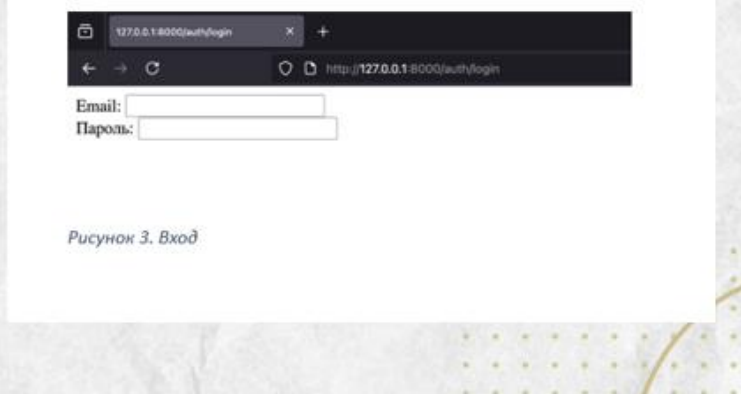 127.0.0.1:8000/auth/login
http://127.0.0.1:8000/auth/login
Email:
Пароль:
Рисунок 3. Вход